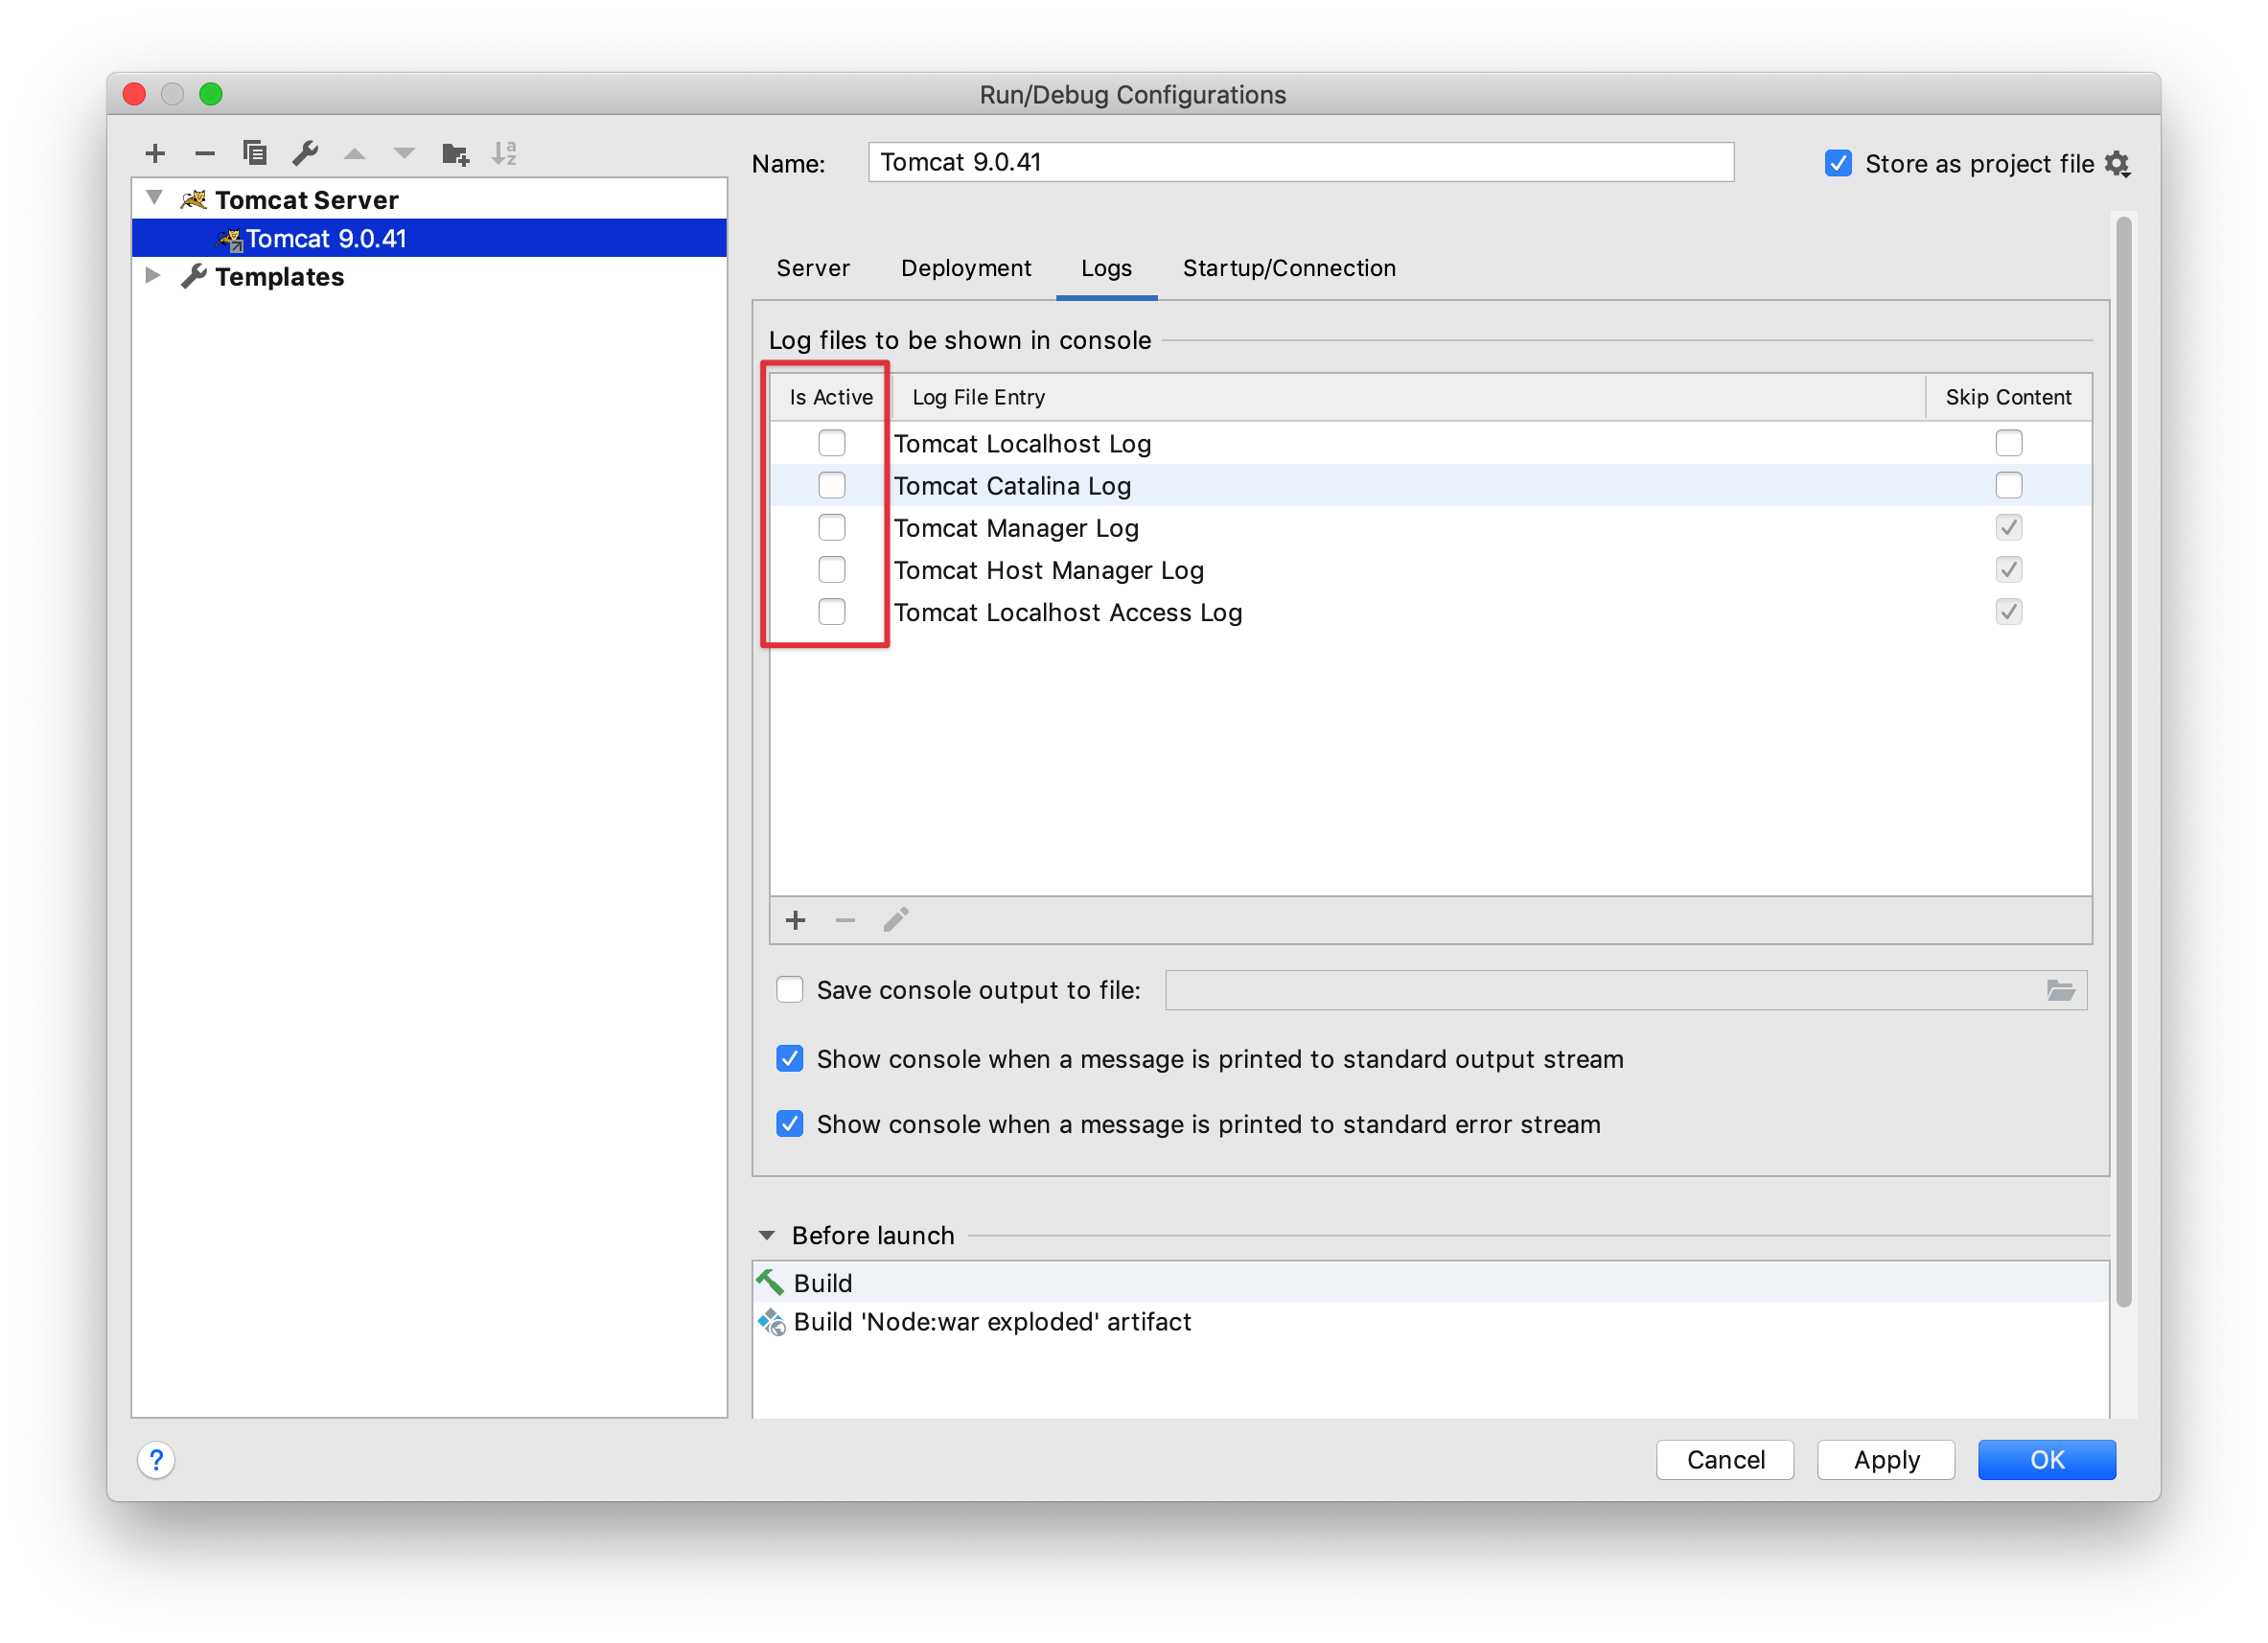 Run/Debug Configurations
Name:
Tomcat 9.0.41
Store as project file
Tomcat Server
Tomcat 9.0.41
Templates
Server
Deployment
Logs
Startup/Connection
Log files to be shown in console
Is Active
Log File Entry
Skip Content
Tomcat Localhost Log
Tomcat Catalina Log
Tomcat Manager Log
Tomcat Host Manager Log
Tomcat Localhost Access Log
Save console output to file:
Show console when a message is printed to standard output stream
Show console when a message is printed to standard error stream
Before launch
Build
Build 'Node:war exploded' artifact
?
Cancel
Apply
OK